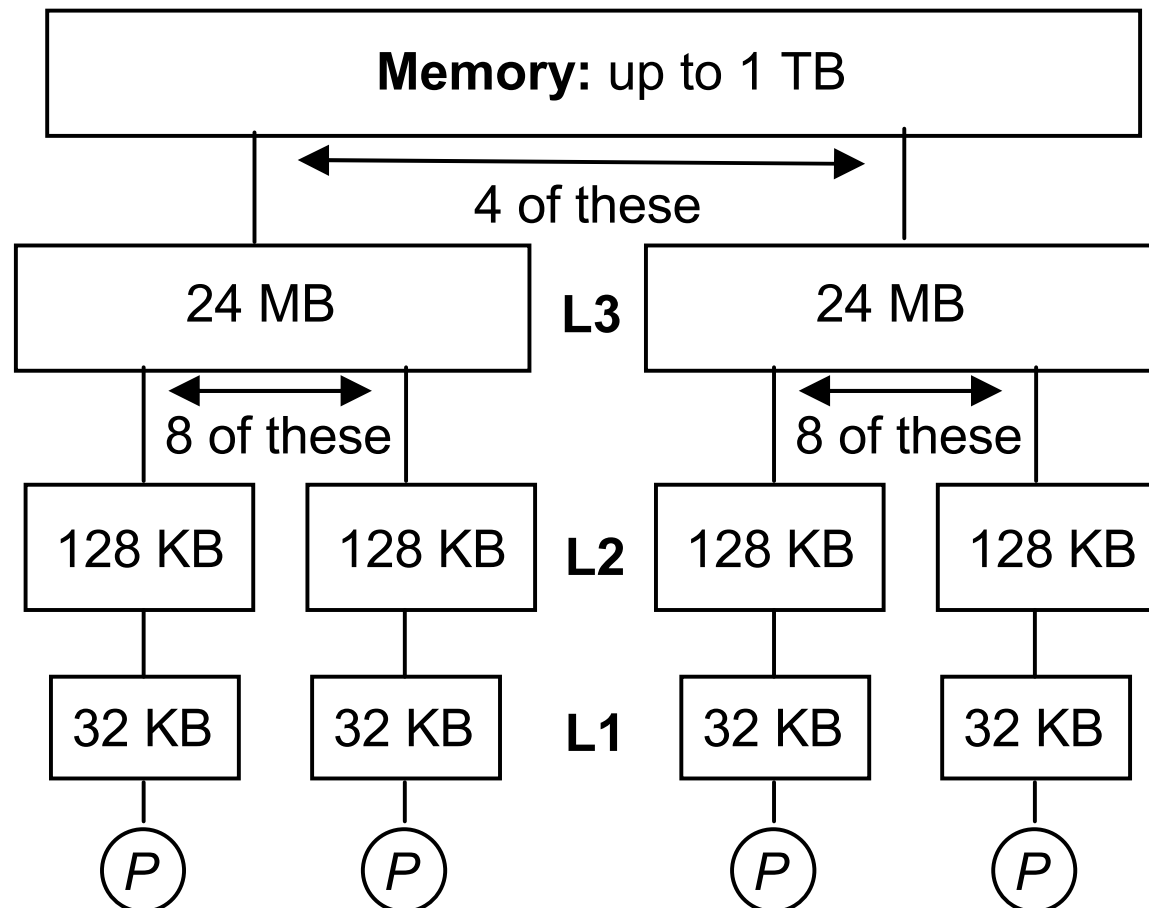 Memory: up to 1 TB
4 of these
24 MB L3 24 MB
8 of these 8 of these
128 KB 128 KB L2 128 KB 128 KB
32 KB 32 KB L1 32 KB 32 KB
P P P P